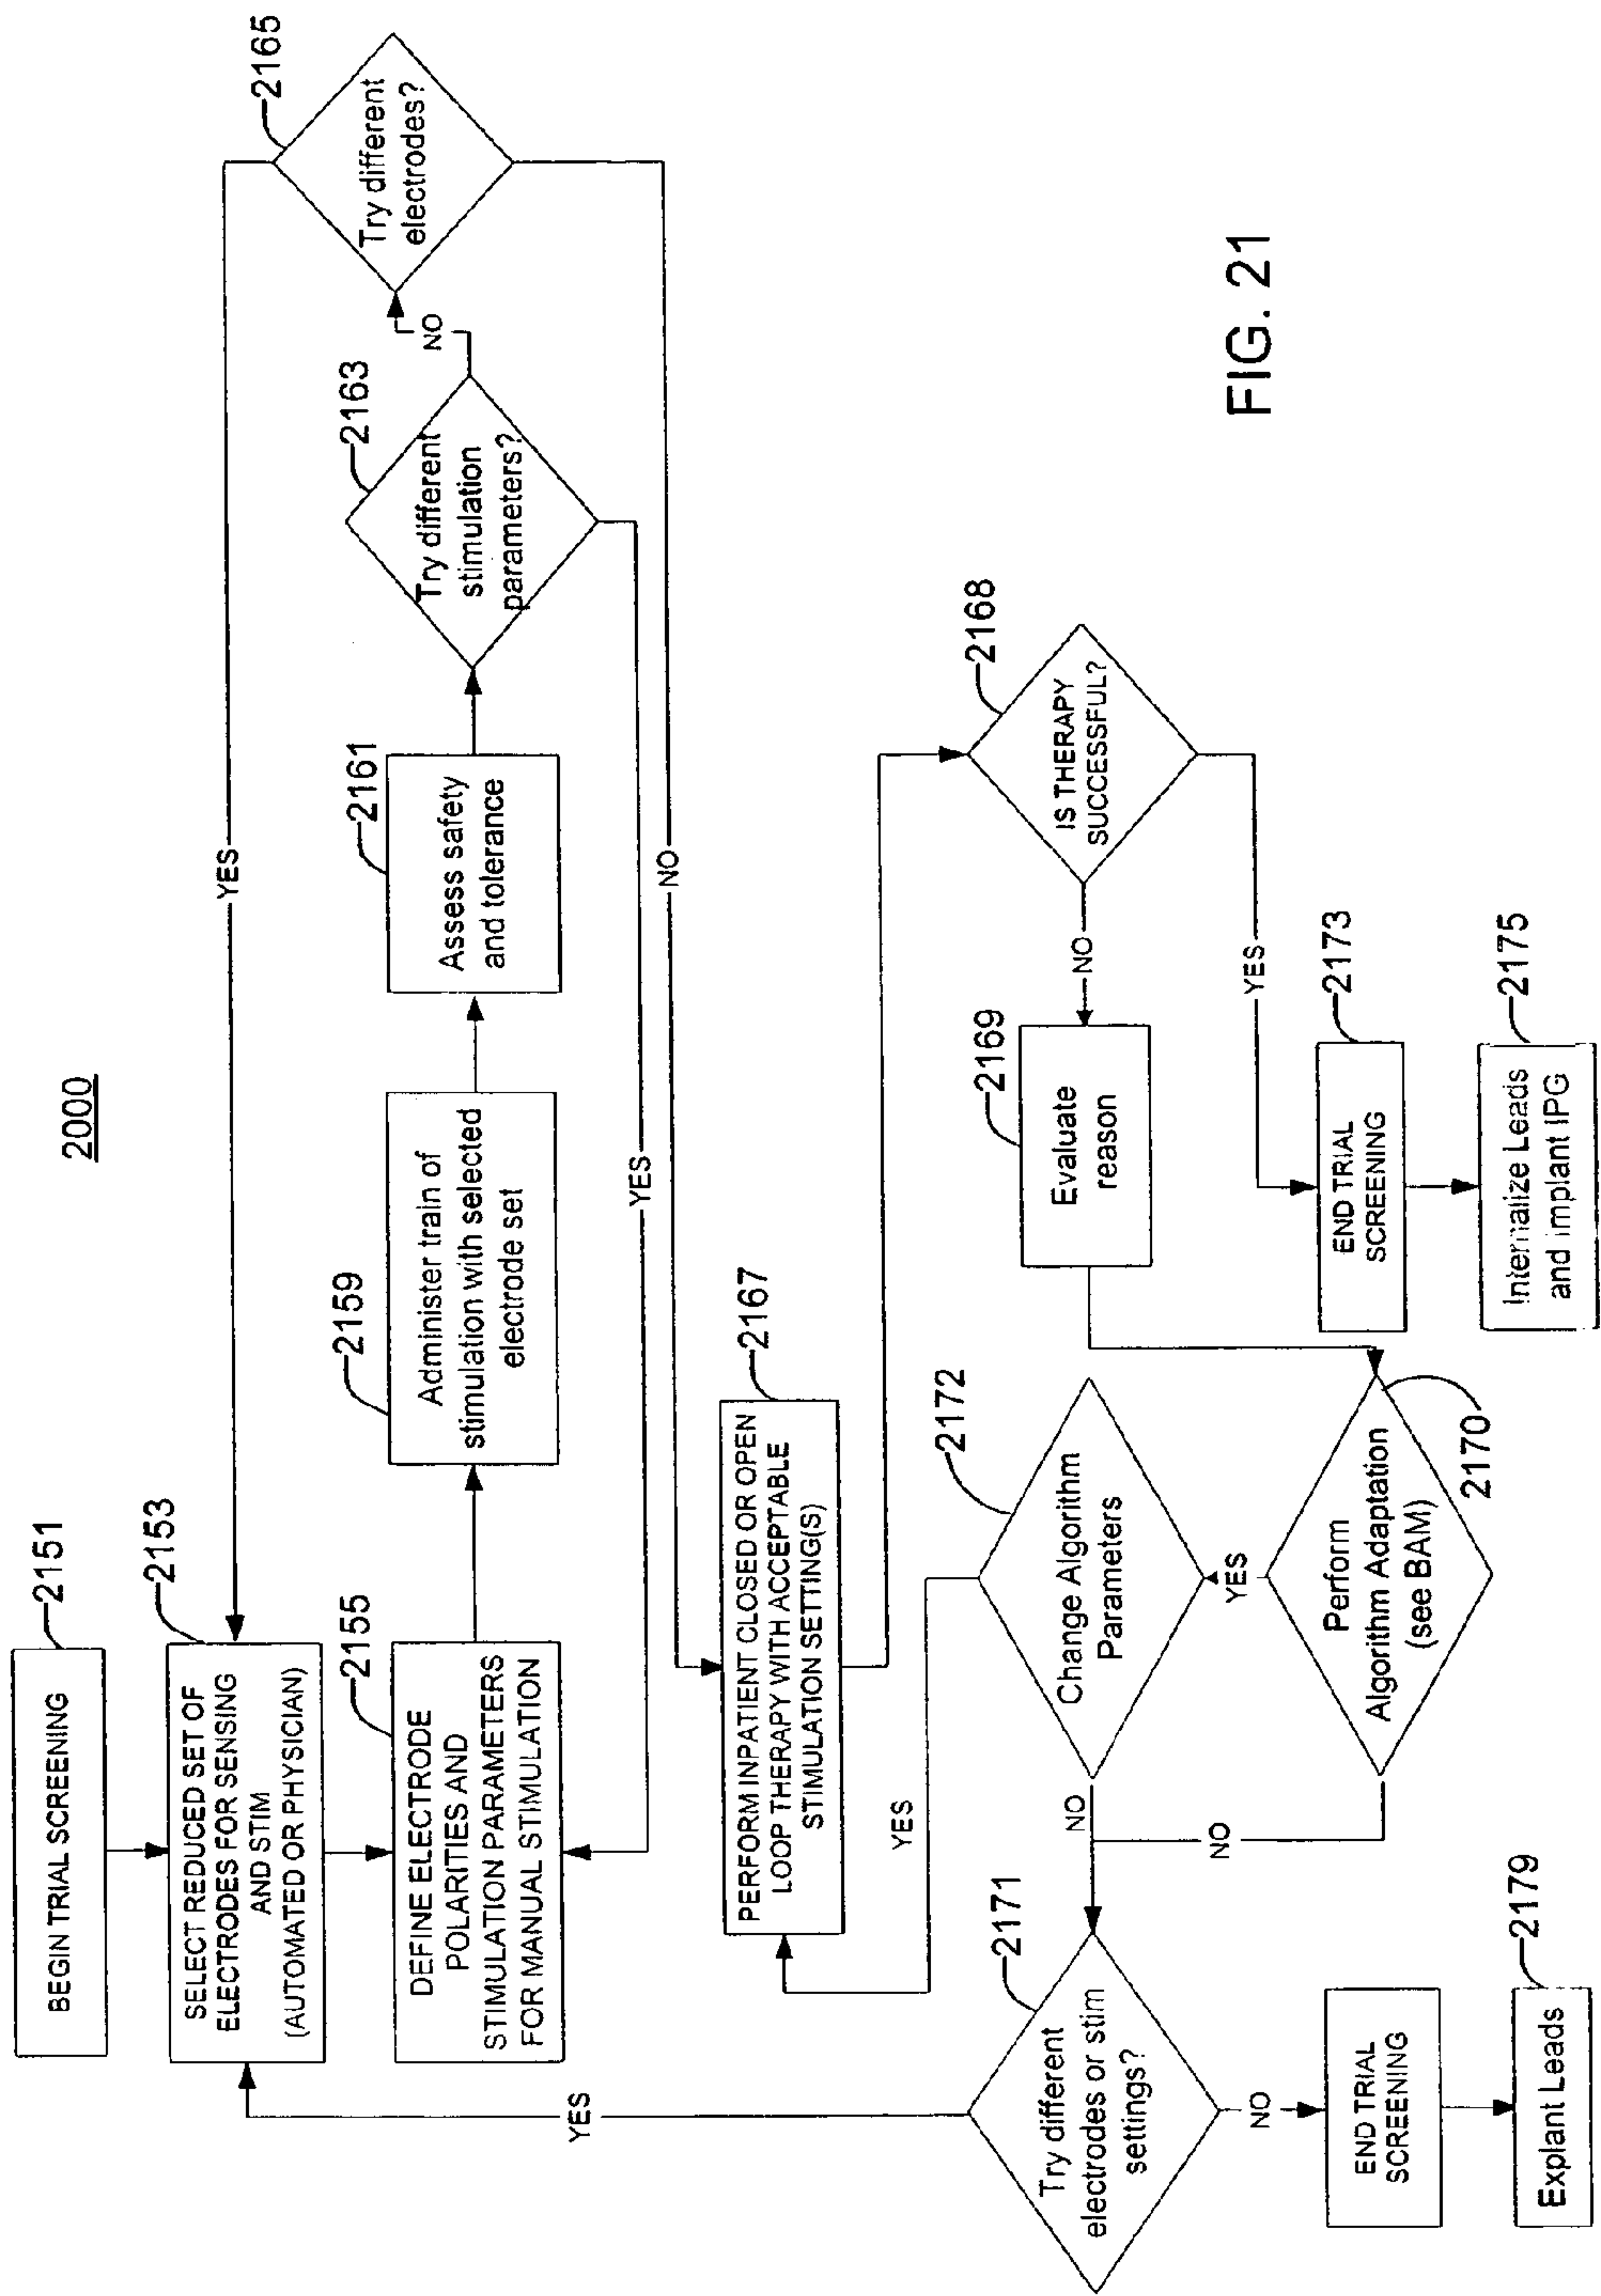 2000
BEGIN TRIAL SCREENING
2151
SELECT REDUCED SET OF
ELECTRODES FOR SENSING
AND STIM
(AUTOMATED OR PHYSICIAN)
2153
DEFINE ELECTRODE
POLARITIES AND
STIMULATION PARAMETERS
FOR MANUAL STIMULATION
2155
Administer train of
stimulation with selected
electrode set
2159
Assess safety
and tolerance
2161
Try different
stimulation
parameters?
2163
NO
Try different
electrodes?
2165
YES
YES
NO
PERFORM INPATIENT CLOSED OR OPEN
LOOP THERAPY WITH ACCEPTABLE
STIMULATION SETTING(S)
2167
IS THERAPY
SUCCESSFUL?
2168
NO
Evaluate
reason
2169
YES
END TRIAL
SCREENING
2173
Internalize Leads
and implant IPG
2175
Perform
Algorithm Adaptation
(see BAM)
2170
YES
Change Algorithm
Parameters
2172
YES
NO
NO
Try different
electrodes or stim
settings?
2171
YES
NO
END TRIAL
SCREENING
Explant Leads
2179
FIG. 21